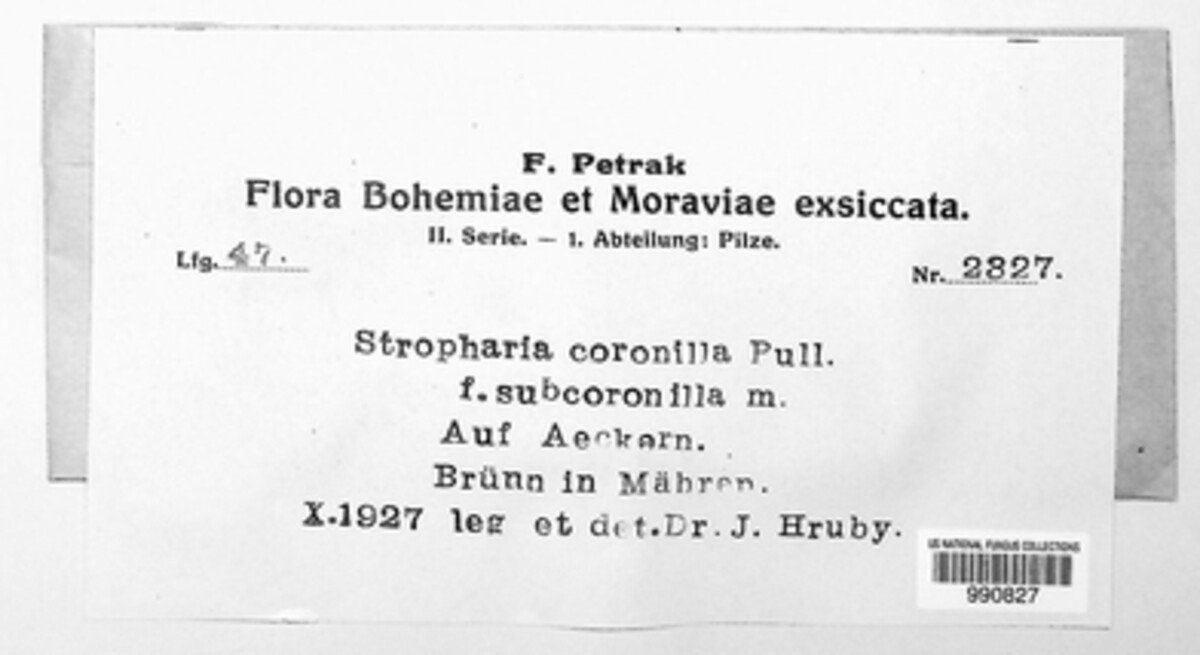 F. Petrak
Flora Bohemiae et Moraviae exsiccata.
II. Serie. — 1. Abteilung: Pilze.
Lfg. 47.
Nr. 2827.
Stropharia coronilla Pull.
f. subcoronilla m.
Auf Aeckern.
Brünn in Mähren.
X.1927 leg et det. Dr. J. Hruby.
US NATIONAL FUNGUS COLLECTIONS
990827